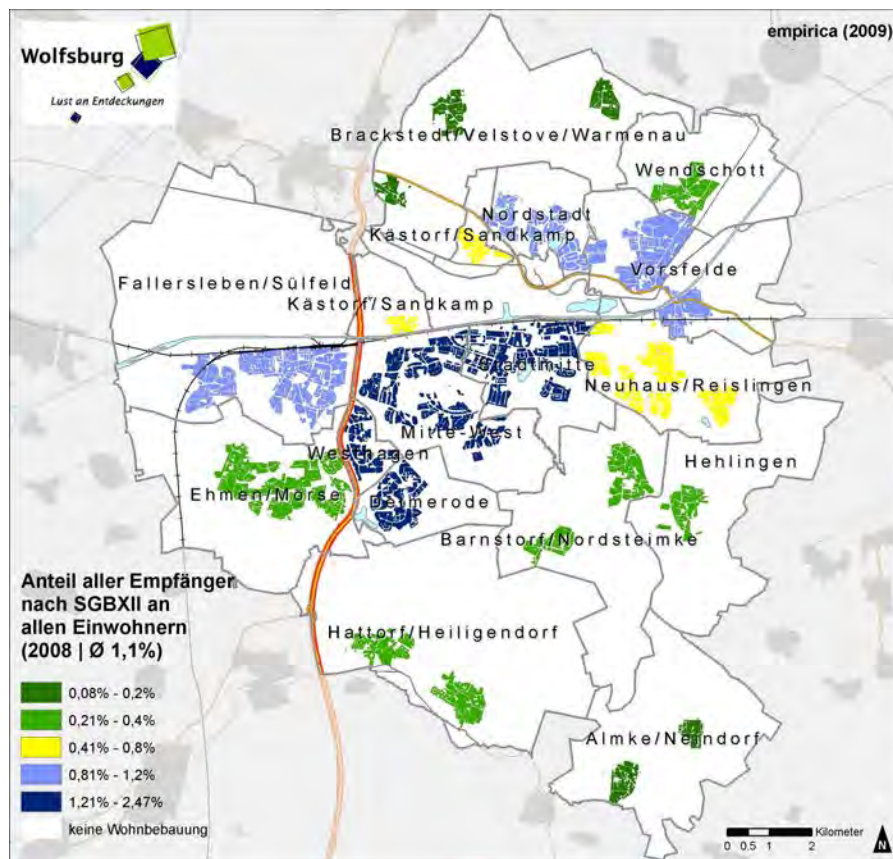 Wolfsburg
Lust an Entdeckungen
empirica (2009)
Brackstedt/Velstove/Warmenau
Wendschott
Nordstadt
Kästorf/Sandkamp
Vorsfelde
Fallersleben/Sülfeld
Kästorf/Sandkamp
Stadtmitte
Neuhaus/Reislingen
Mitte-West
Westhagen
Hehlingen
Ehmen/Mörse
Detmerode
Barnstorf/Nordsteimke
Anteil aller Empfänger
nach SGBXII an
allen Einwohnern
(2008 | Ø 1,1%)
Hattorf/Heiligendorf
0,08% - 0,2%
0,21% - 0,4%
0,41% - 0,8%
0,81% - 1,2%
1,21% - 2,47%
keine Wohnbebauung
Almke/Neindorf
Kilometer
0 0.5 1 2
N